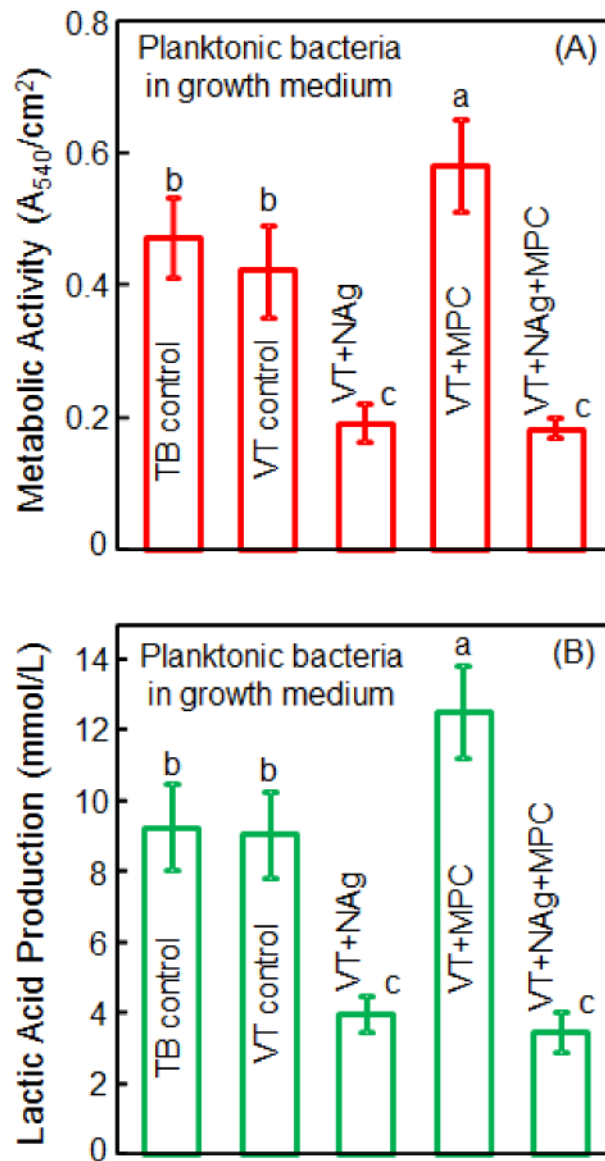 0.8
0.6
0.4
0.2
0
Metabolic Activity (A540/cm2)
Planktonic bacteria
in growth medium
(A)
b
b
c
a
c
TB control
VT control
VT+NAg
VT+MPC
VT+NAg+MPC
14
12
10
8
6
4
2
0
Lactic Acid Production (mmol/L)
Planktonic bacteria
in growth medium
(B)
b
b
c
a
c
TB control
VT control
VT+NAg
VT+MPC
VT+NAg+MPC